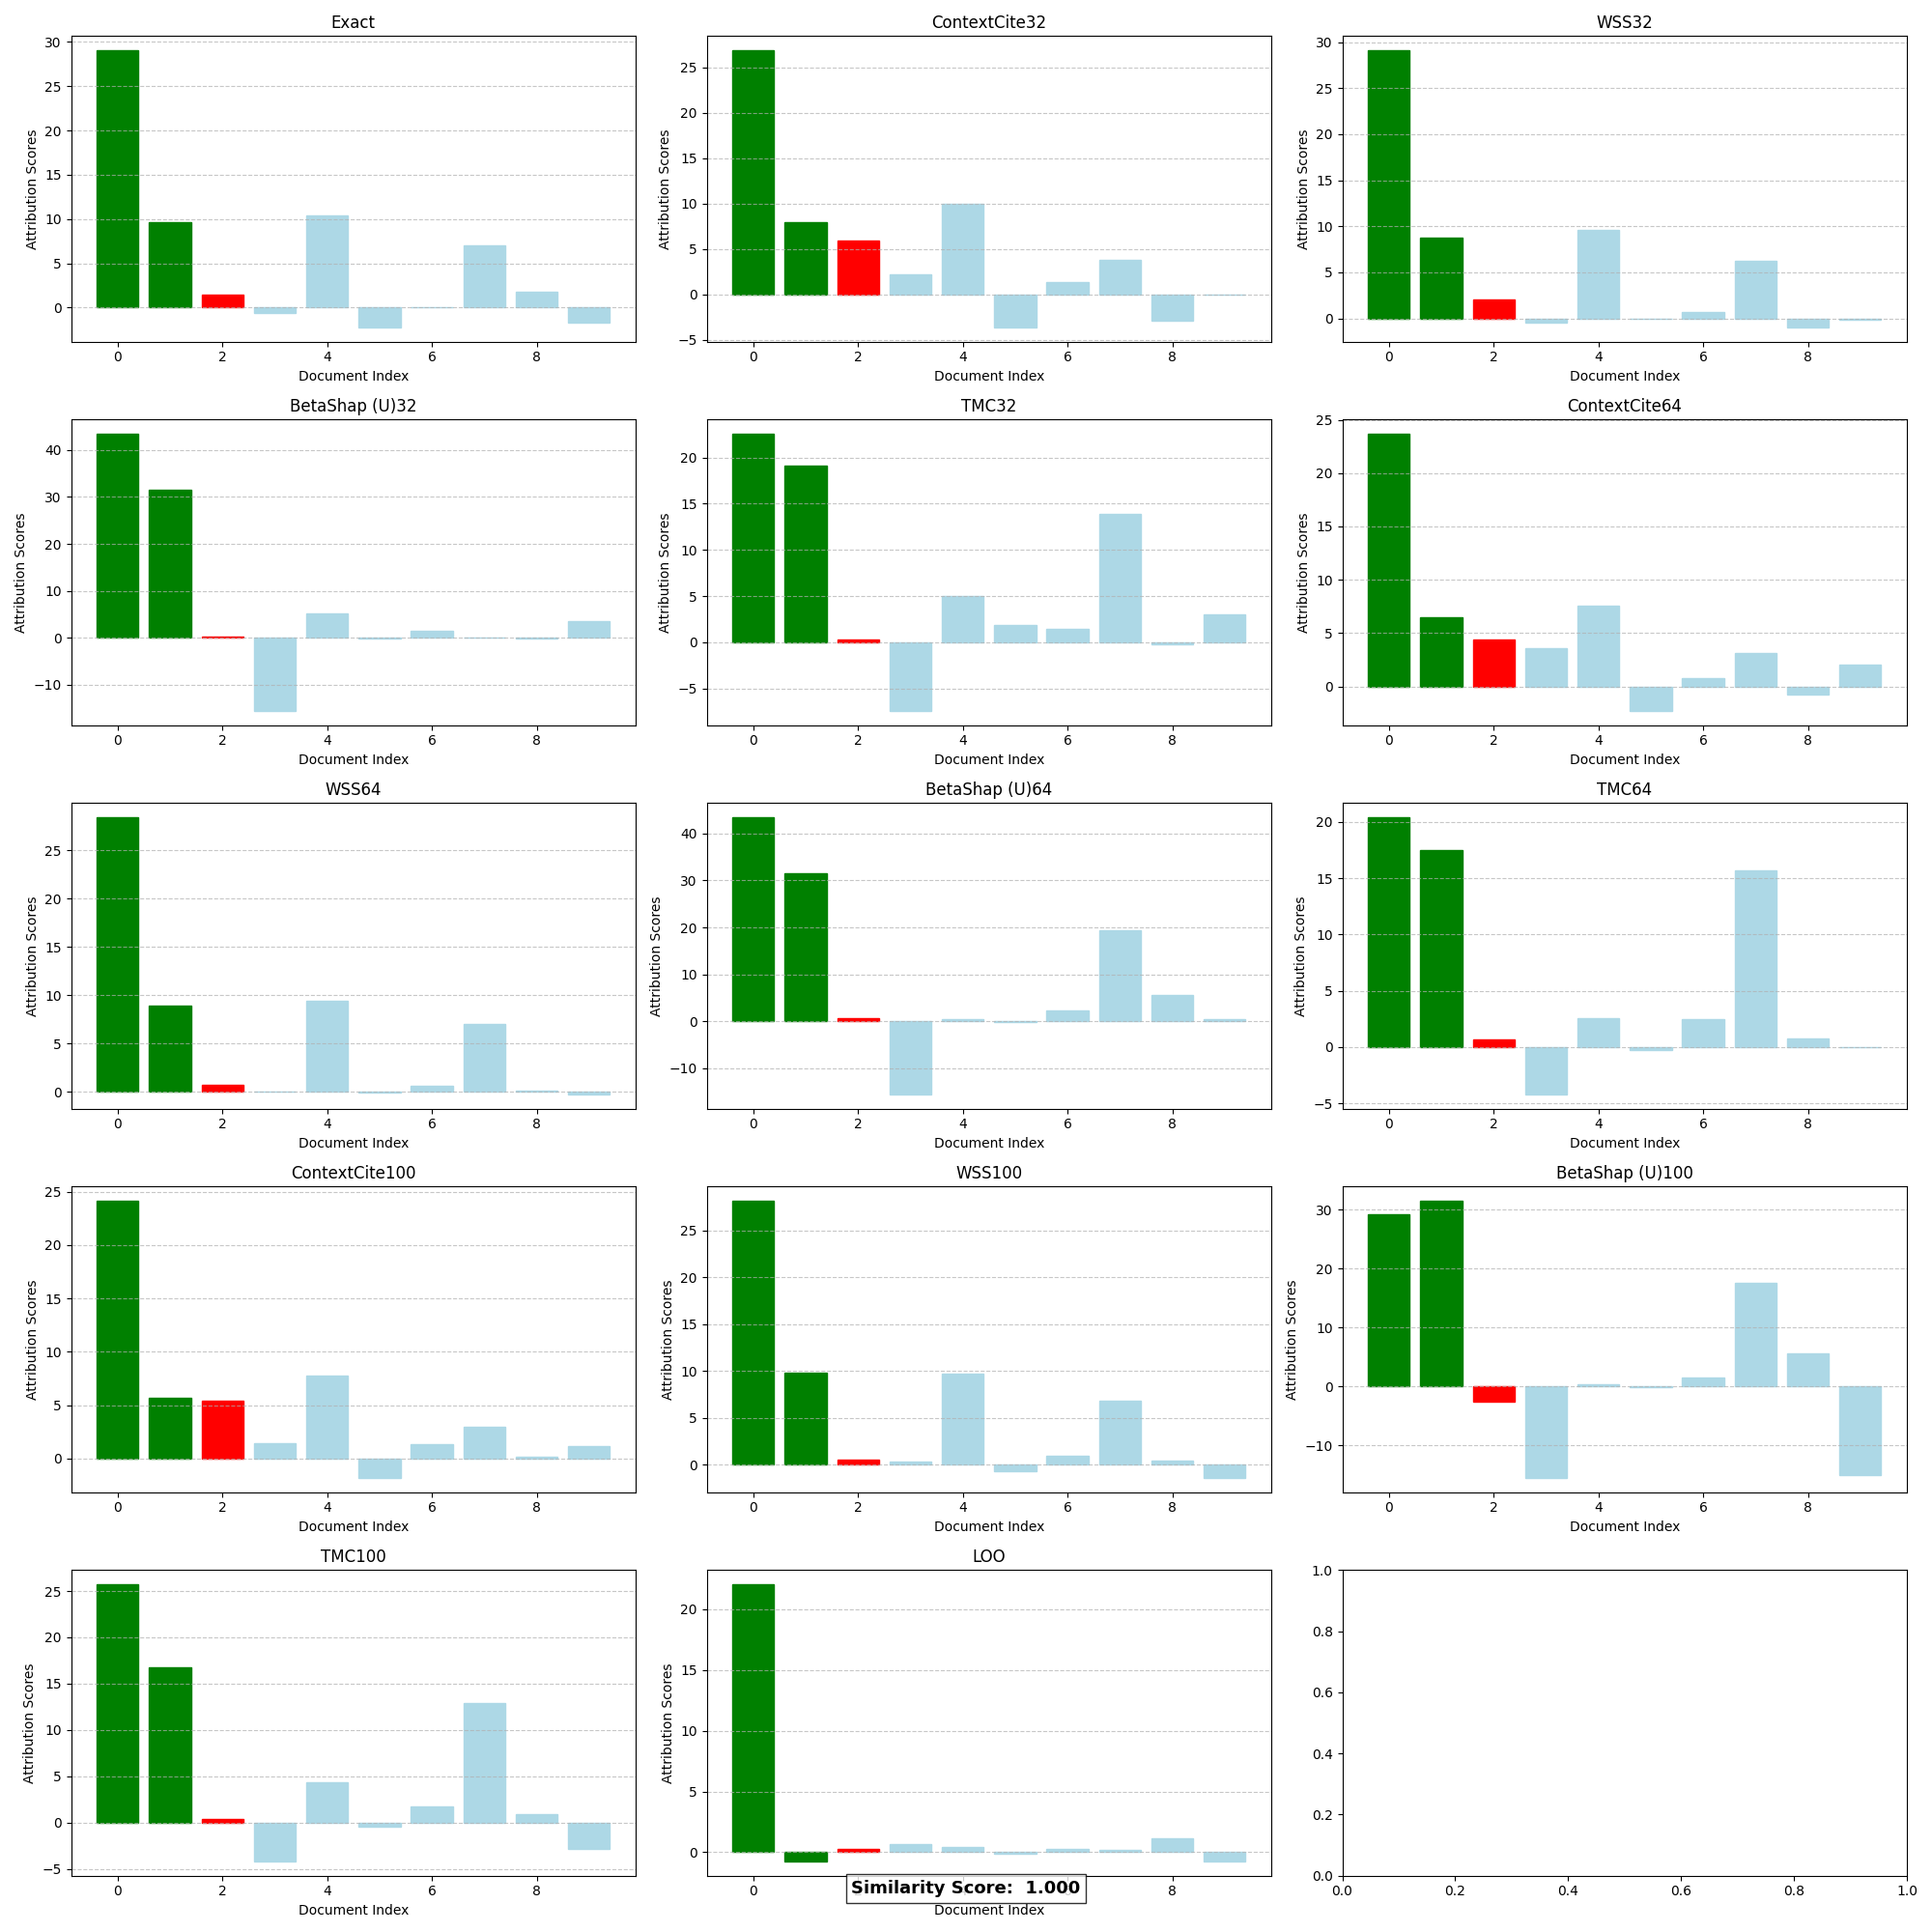 Exact
Attribution Scores
30
25
20
15
10
5
0
0 2 4 6 8
Document Index
ContextCite32
Attribution Scores
25
20
15
10
5
0
−5
0 2 4 6 8
Document Index
WSS32
Attribution Scores
30
25
20
15
10
5
0
0 2 4 6 8
Document Index
BetaShap (U)32
Attribution Scores
40
30
20
10
0
−10
0 2 4 6 8
Document Index
TMC32
Attribution Scores
20
15
10
5
0
−5
0 2 4 6 8
Document Index
ContextCite64
Attribution Scores
25
20
15
10
5
0
0 2 4 6 8
Document Index
WSS64
Attribution Scores
25
20
15
10
5
0
0 2 4 6 8
Document Index
BetaShap (U)64
Attribution Scores
40
30
20
10
0
−10
0 2 4 6 8
Document Index
TMC64
Attribution Scores
20
15
10
5
0
−5
0 2 4 6 8
Document Index
ContextCite100
Attribution Scores
25
20
15
10
5
0
0 2 4 6 8
Document Index
WSS100
Attribution Scores
25
20
15
10
5
0
0 2 4 6 8
Document Index
BetaShap (U)100
Attribution Scores
30
20
10
0
−10
0 2 4 6 8
Document Index
TMC100
Attribution Scores
25
20
15
10
5
0
−5
0 2 4 6 8
Document Index
LOO
Attribution Scores
20
15
10
5
0
0 8
Similarity Score: 1.000
Document Index
1.0
0.8
0.6
0.4
0.2
0.0
0.0 0.2 0.4 0.6 0.8 1.0